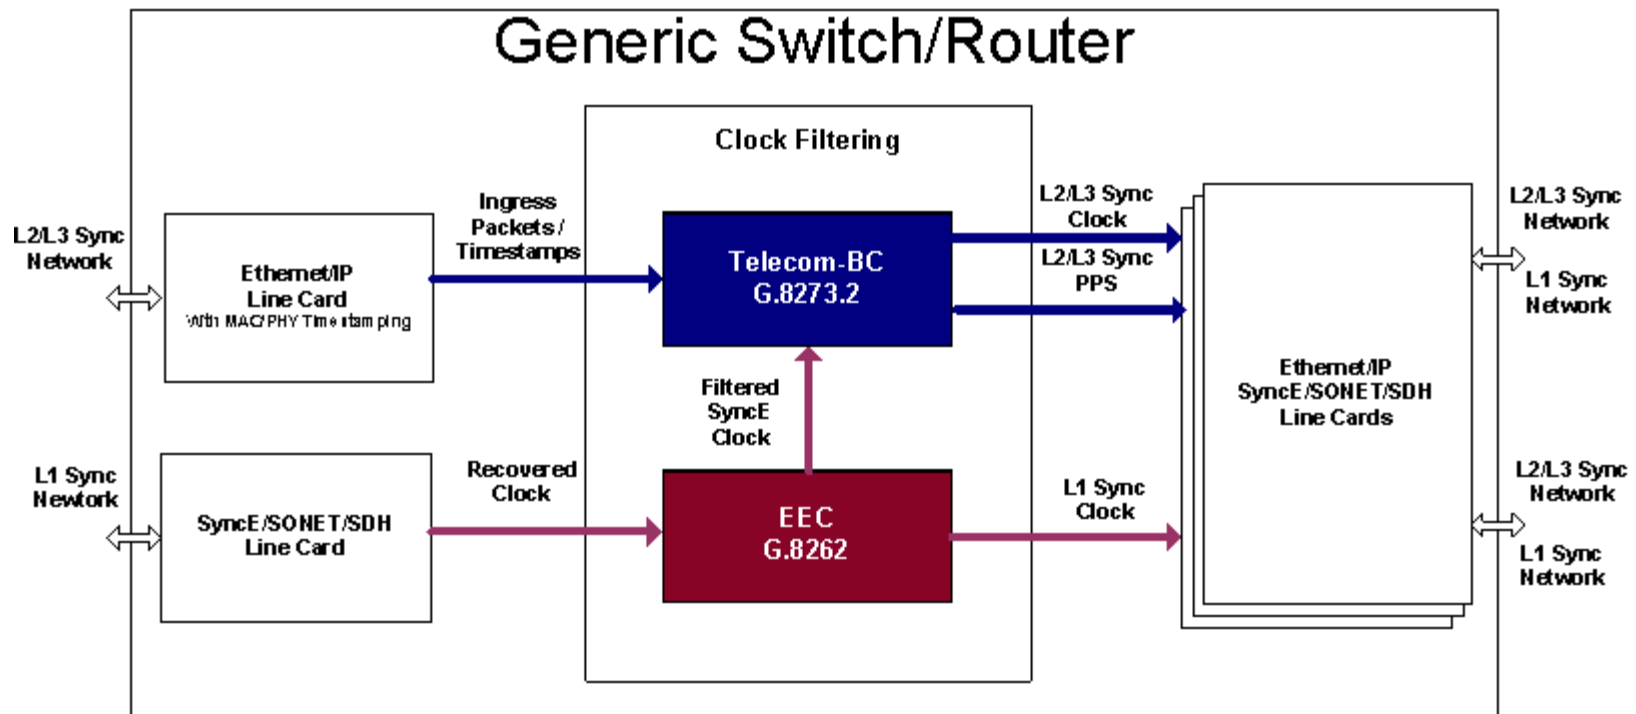 Generic Switch/Router
Clock Filtering
L2/L3 Sync
Network
Ethernet/IP
Line Card
With MAC/PHY Timestamping
Ingress
Packets /
Timestamps
Telecom-BC
G.8273.2
L2/L3 Sync
Clock
L2/L3 Sync
PPS
L2/L3 Sync
Network
L1 Sync
Network
Ethernet/IP
SyncE/SONET/SDH
Line Cards
Filtered
SyncE
Clock
L1 Sync
Newtork
SyncE/SONET/SDH
Line Card
Recovered
Clock
EEC
G.8262
L1 Sync
Clock
L2/L3 Sync
Network
L1 Sync
Network